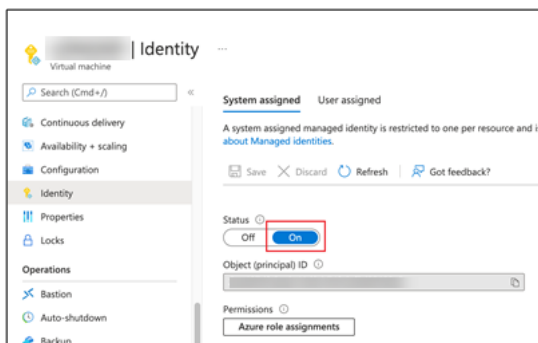 | Identity ...
Virtual machine
Search (Cmd+/)
«
Continuous delivery
Availability + scaling
Configuration
Identity
Properties
Locks
Operations
Bastion
Auto-shutdown
Backup
System assigned User assigned
A system assigned managed identity is restricted to one per resource and i
about Managed identities.
Save Discard Refresh Got feedback?
Status
Off On
Object (principal) ID
Permissions
Azure role assignments